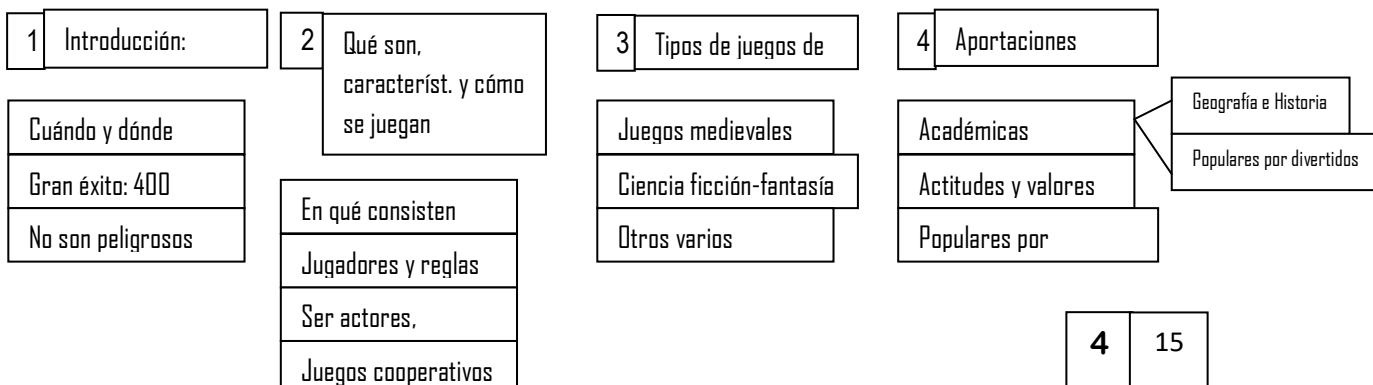 1 Introducción:
Cuándo y dónde
Gran éxito: 400
No son peligrosos
2 Qué son,
característ. y cómo
se juegan
En qué consisten
Jugadores y reglas
Ser actores,
Juegos cooperativos
3 Tipos de juegos de
Juegos medievales
Ciencia ficción-fantasía
Otros varios
4 Aportaciones
Académicas
Actitudes y valores
Populares por
Geografía e Historia
Populares por divertidos
4 15